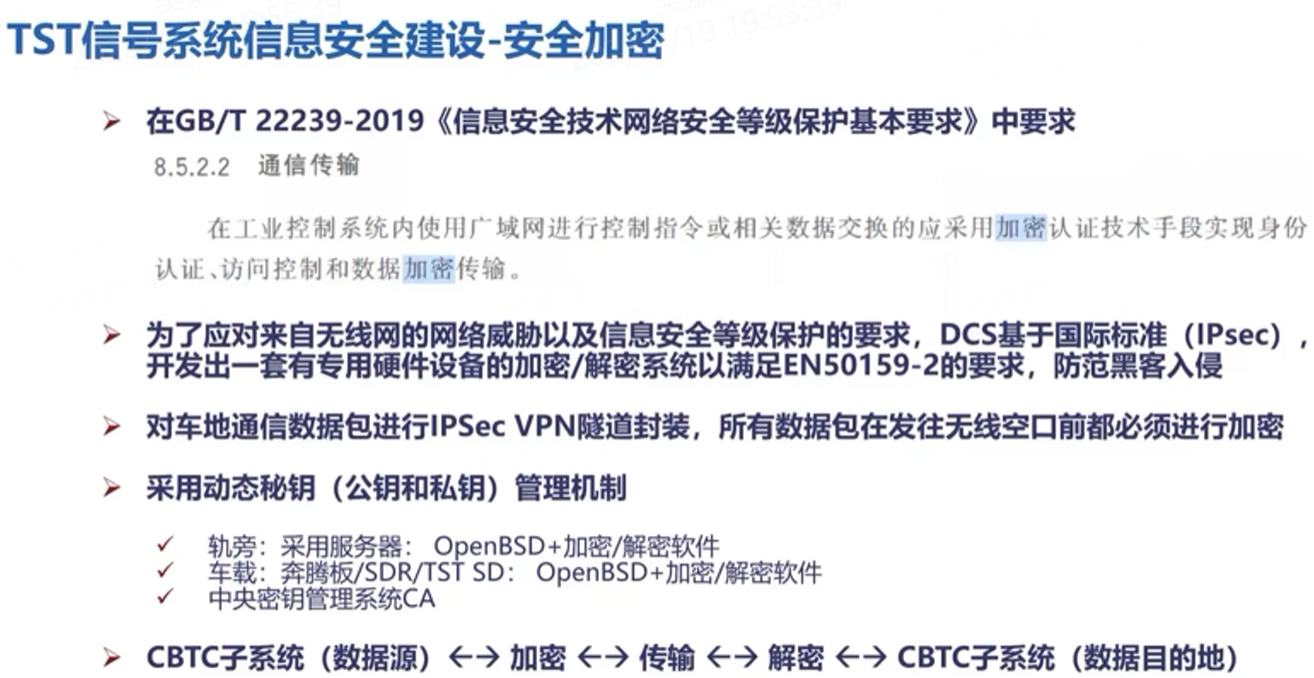 TST信号系统信息安全建设-安全加密
19:55:39
/19 19:55:39
在GB/T 22239-2019《信息安全技术网络安全等级保护基本要求》中要求
8.5.2.2 通信传输
在工业控制系统内使用广域网进行控制指令或相关数据交换的应采用加密认证技术手段实现身份
认证、访问控制和数据加密传输。
为了应对来自无线网的网络威胁以及信息安全等级保护的要求，DCS基于国际标准（IPsec），
开发出一套有专用硬件设备的加密/解密系统以满足EN50159-2的要求，防范黑客入侵
对车地通信数据包进行IPSec VPN隧道封装，所有数据包在发往无线空口前都必须进行加密
采用动态秘钥（公钥和私钥）管理机制
轨旁：采用服务器： OpenBSD+加密/解密软件
车载：奔腾板/SDR/TST SD： OpenBSD+加密/解密软件
中央密钥管理系统CA
CBTC子系统（数据源）<-> 加密 <-> 传输 <-> 解密 <-> CBTC子系统（数据目的地）